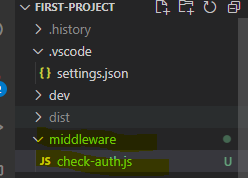 FIRST-PROJECT
.history
.vscode
{} settings.json
dev
dist
middleware
JS check-auth.js U